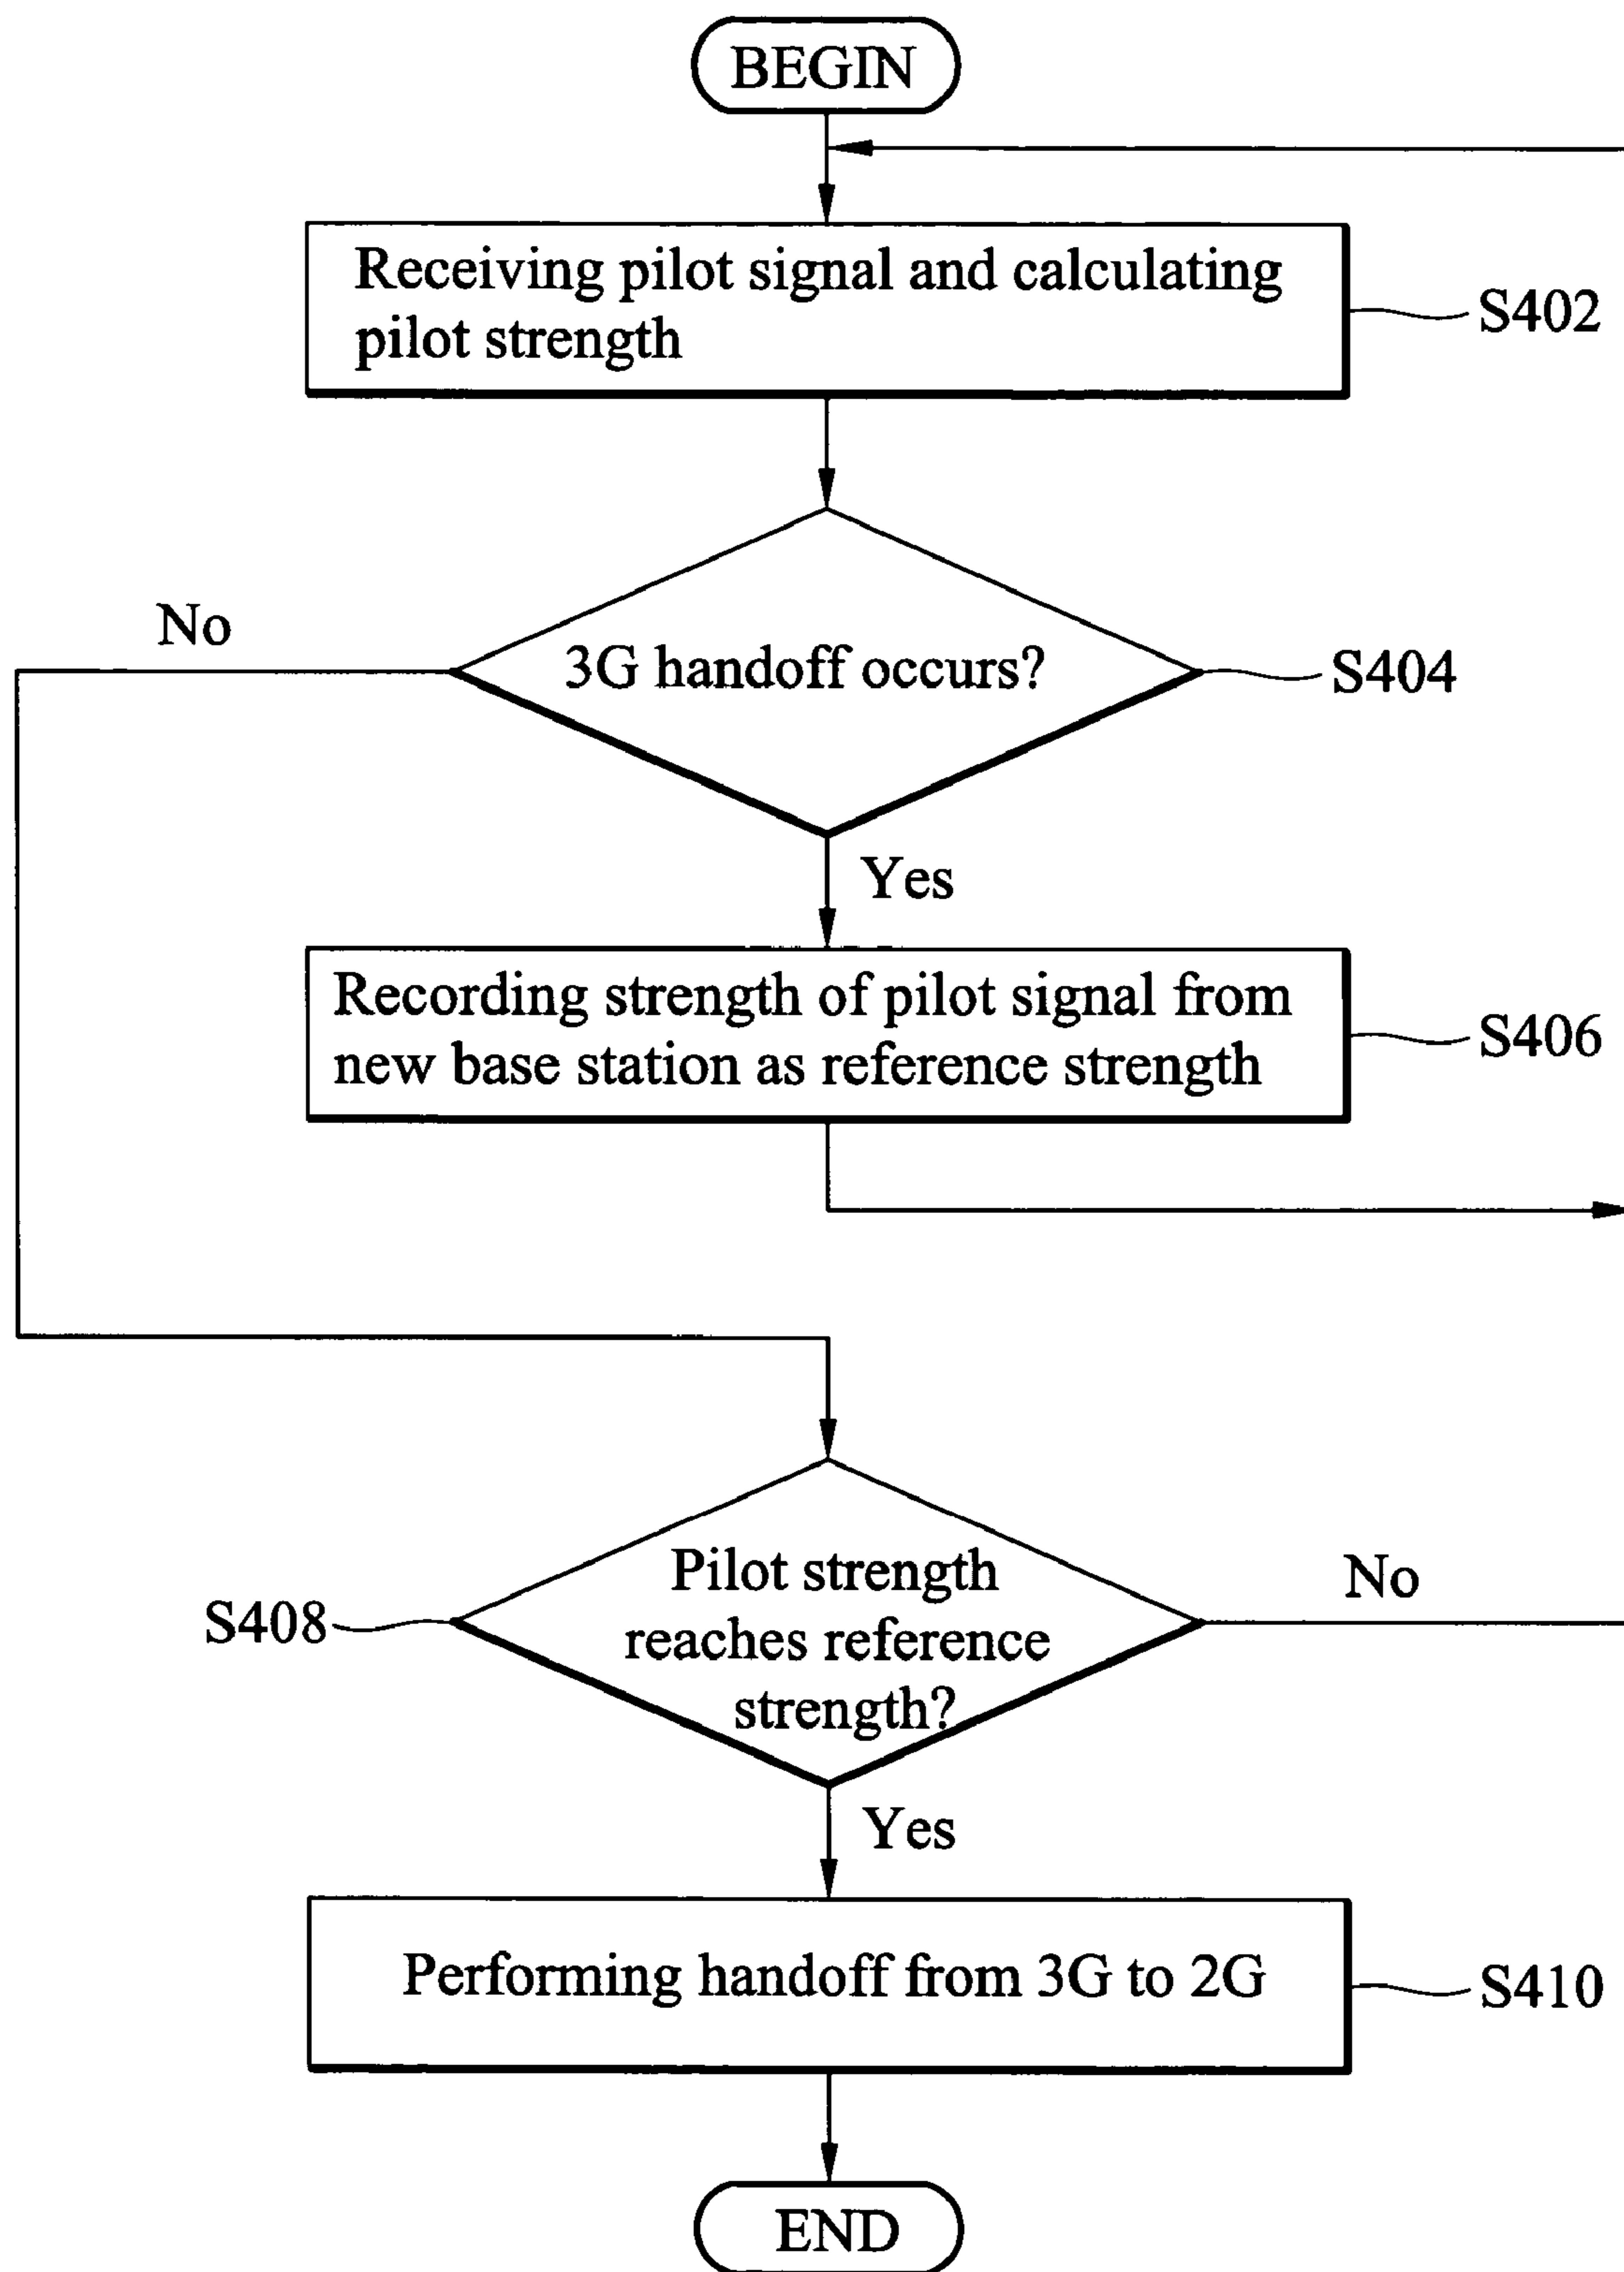 BEGIN
Receiving pilot signal and calculating
pilot strength
S402
No
3G handoff occurs?
S404
Yes
Recording strength of pilot signal from
new base station as reference strength
S406
Pilot strength
reaches reference
strength?
S408
No
Yes
Performing handoff from 3G to 2G
S410
END